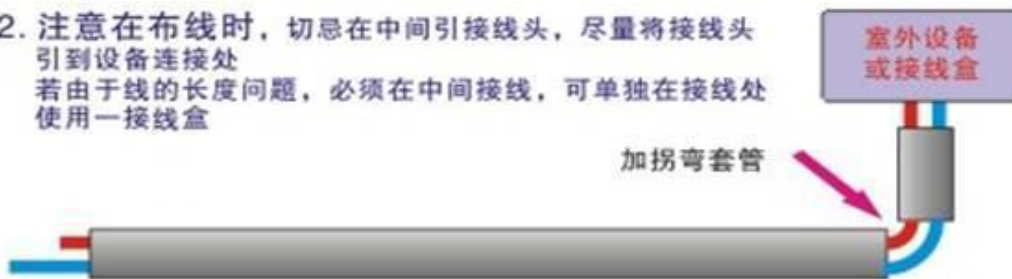 2. 注意在布线时，切忌在中间引接线头，尽量将接线头
引到设备连接处
若由于线的长度问题，必须在中间接线，可单独在接线处
使用一接线盒
室外设备
或接线盒
加拐弯套管